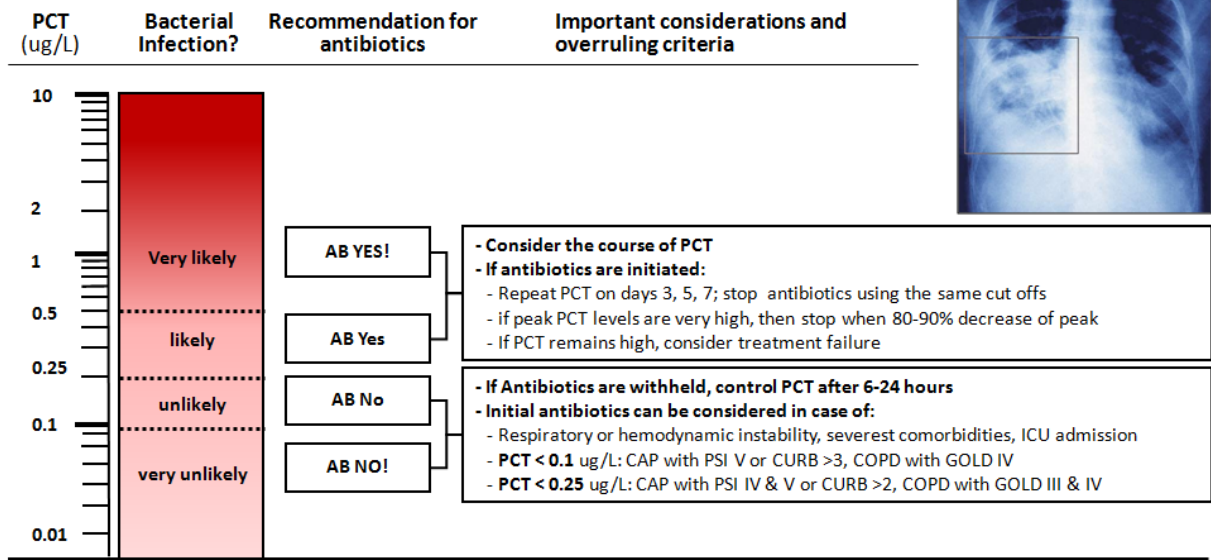 PCT
(ug/L)
Bacterial
Infection?
Recommendation for
antibiotics
Important considerations and
overruling criteria
10
2
1
0.5
0.25
0.1
0.01
Very likely
likely
unlikely
very unlikely
AB YES!
AB Yes
AB No
AB NO!
- Consider the course of PCT
- If antibiotics are initiated:
- Repeat PCT on days 3, 5, 7; stop antibiotics using the same cut offs
- if peak PCT levels are very high, then stop when 80-90% decrease of peak
- If PCT remains high, consider treatment failure
- If Antibiotics are withheld, control PCT after 6-24 hours
- Initial antibiotics can be considered in case of:
- Respiratory or hemodynamic instability, severest comorbidities, ICU admission
- PCT < 0.1 ug/L: CAP with PSI V or CURB >3, COPD with GOLD IV
- PCT < 0.25 ug/L: CAP with PSI IV & V or CURB >2, COPD with GOLD III & IV